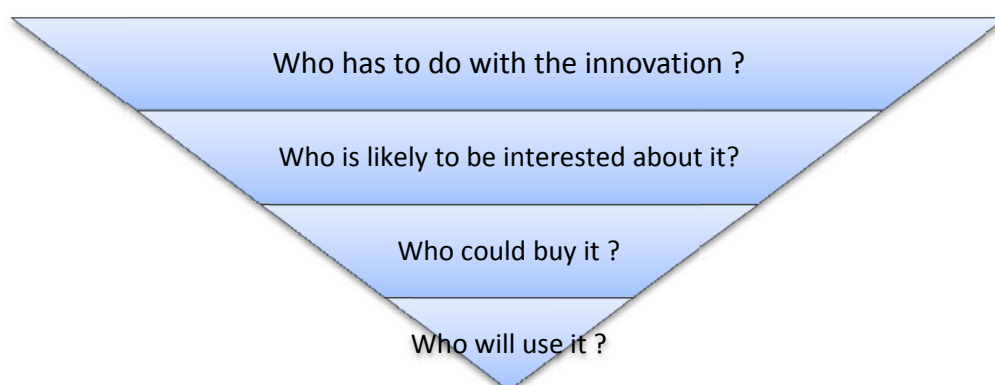 Who has to do with the innovation ?
Who is likely to be interested about it?
Who could buy it ?
Who will use it ?